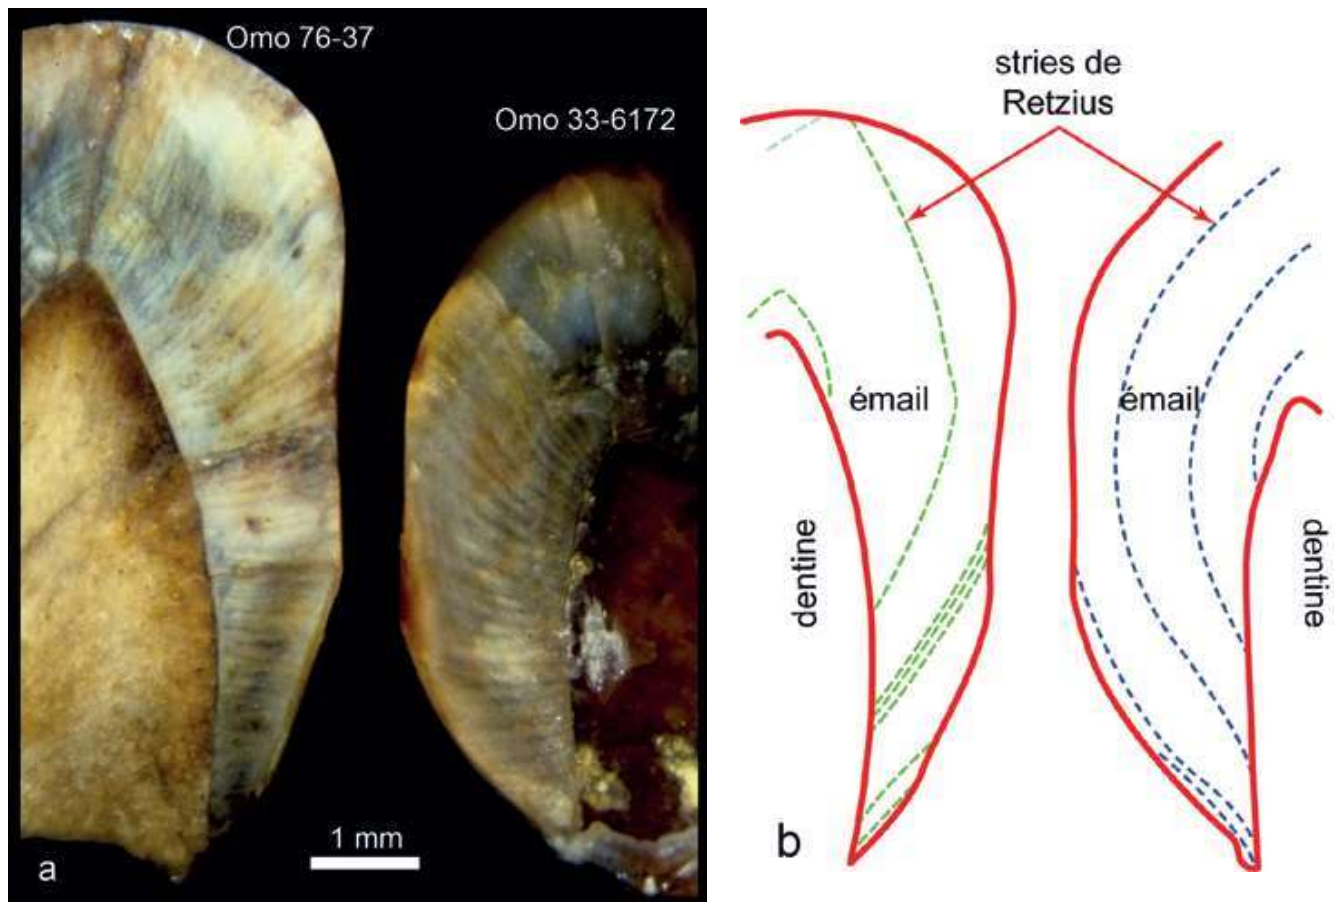 Omo 76-37
Omo 33-6172
1 mm
a
stries de
Retzius
émail
émail
dentine
dentine
b